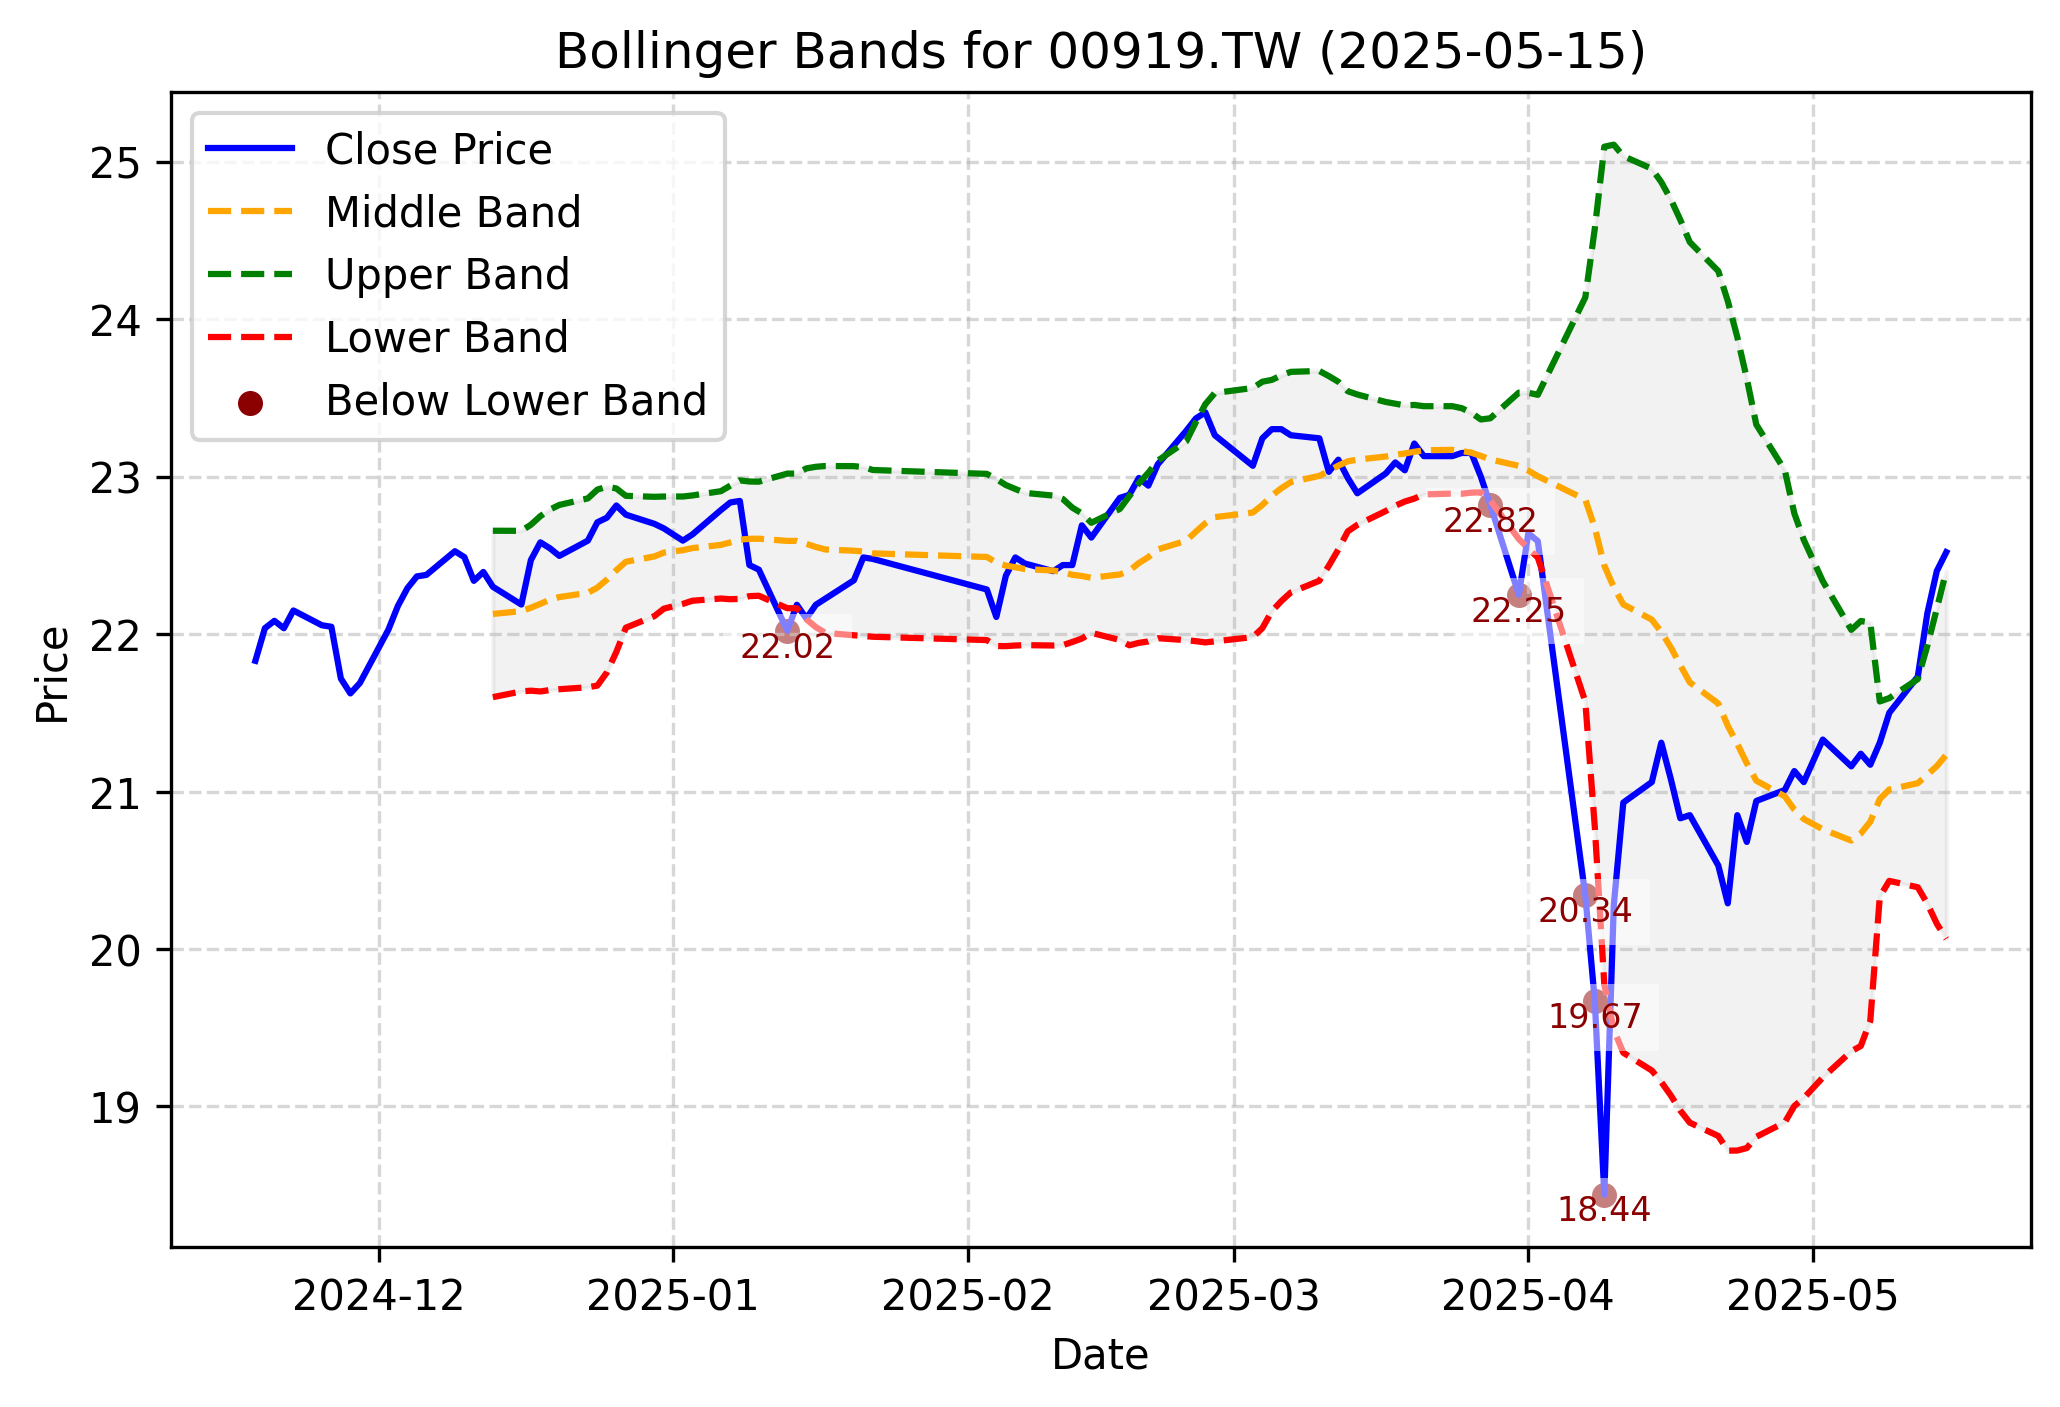 Bollinger Bands for 00919.TW (2025-05-15)
Close Price
Middle Band
Upper Band
Lower Band
Below Lower Band
25
24
23
22
21
20
19
Price
22.02
22.82
22.25
20.34
19.67
18.44
2024-12
2025-01
2025-02
2025-03
2025-04
2025-05
Date